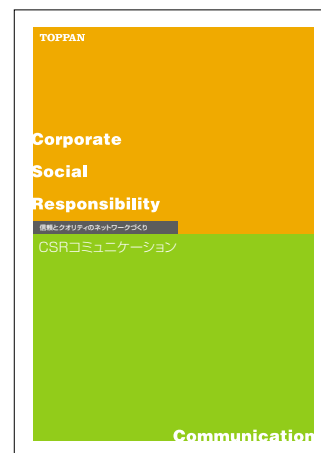 TOPPAN
Corporate
Social
Responsibility
信頼とクオリティのネットワークづくり
CSRコミュニケーション
Communication